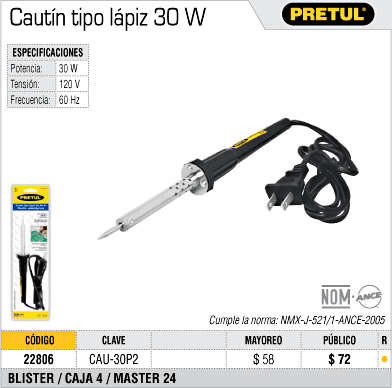 Cautín tipo lápiz 30 W
PRETUL®
ESPECIFICACIONES
Potencia: 30 W
Tensión: 120 V
Frecuencia: 60 Hz
PRETUL
NOM-ANCE
Cumple la norma: NMX-J-521/1-ANCE-2005
CÓDIGO CLAVE MAYOREO PÚBLICO R
22806 CAU-30P2 $ 58 $ 72
BLISTER / CAJA 4 / MASTER 24